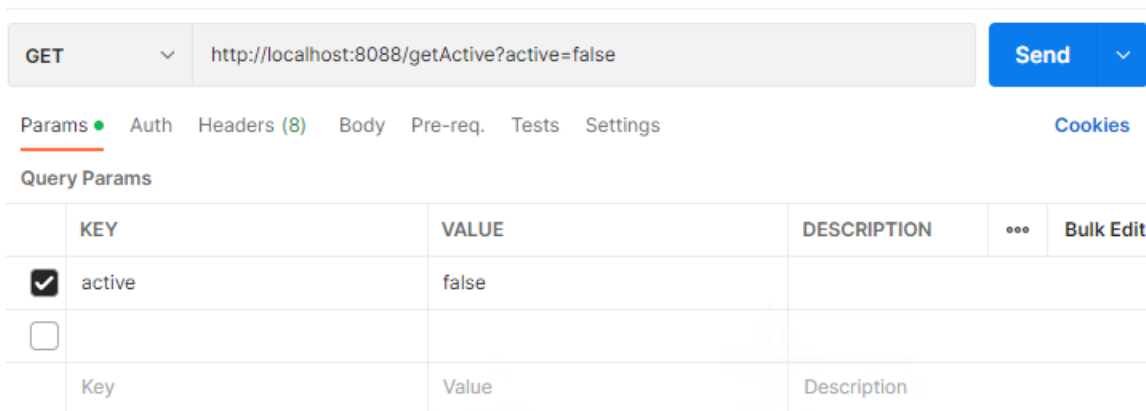 GET http://localhost:8088/getActive?active=false Send
Params Auth Headers (8) Body Pre-req. Tests Settings Cookies
Query Params
KEY VALUE DESCRIPTION ooo Bulk Edit
active false
Key Value Description